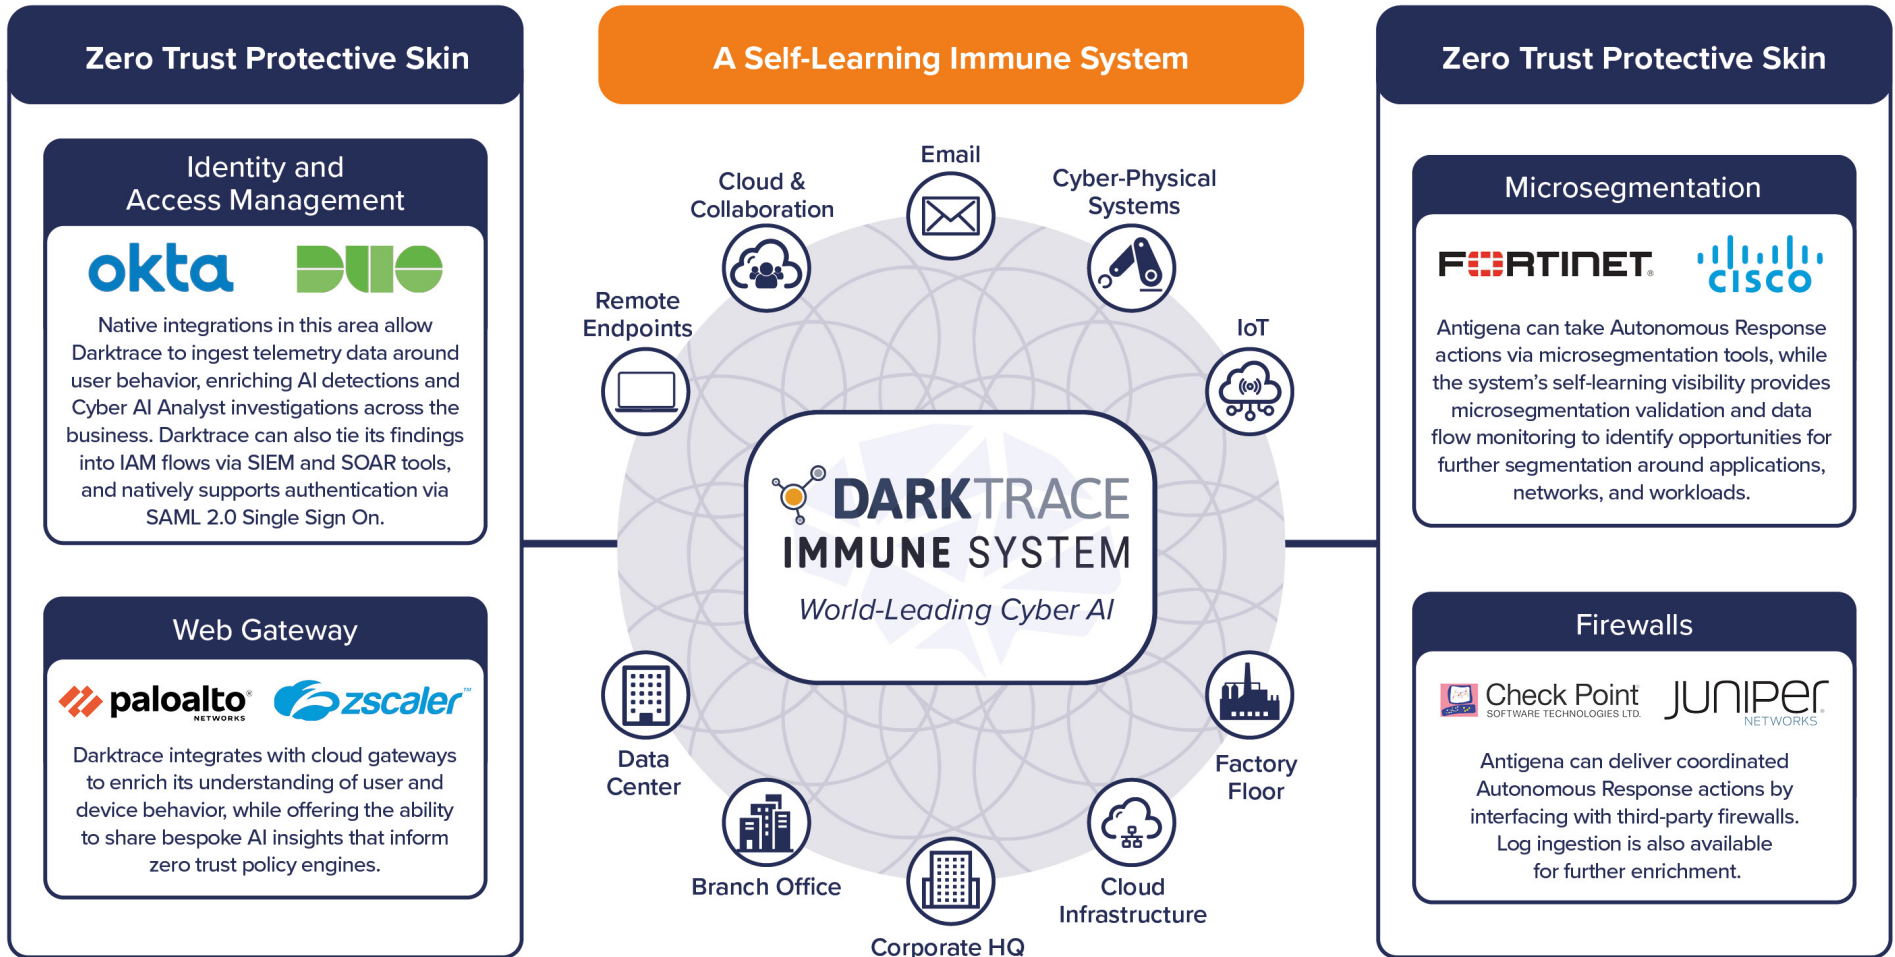 Zero Trust Protective Skin
Identity and
Access Management
okta
DUO
Native integrations in this area allow
Darktrace to ingest telemetry data around
user behavior, enriching AI detections and
Cyber AI Analyst investigations across the
business. Darktrace can also tie its findings
into IAM flows via SIEM and SOAR tools,
and natively supports authentication via
SAML 2.0 Single Sign On.
Web Gateway
paloalto®
NETWORKS
zscaler™
Darktrace integrates with cloud gateways
to enrich its understanding of user and
device behavior, while offering the ability
to share bespoke AI insights that inform
zero trust policy engines.
A Self-Learning Immune System
Email
Cloud &
Collaboration
Cyber-Physical
Systems
Remote
Endpoints
IoT
DARKTRACE
IMMUNE SYSTEM
World-Leading Cyber AI
Data
Center
Factory
Floor
Branch Office
Cloud
Infrastructure
Corporate HQ
Zero Trust Protective Skin
Microsegmentation
FORTINET®
CISCO
Antigena can take Autonomous Response
actions via microsegmentation tools, while
the system's self-learning visibility provides
microsegmentation validation and data
flow monitoring to identify opportunities for
further segmentation around applications,
networks, and workloads.
Firewalls
Check Point
SOFTWARE TECHNOLOGIES LTD.
JUNIPER
NETWORKS
Antigena can deliver coordinated
Autonomous Response actions by
interfacing with third-party firewalls.
Log ingestion is also available
for further enrichment.